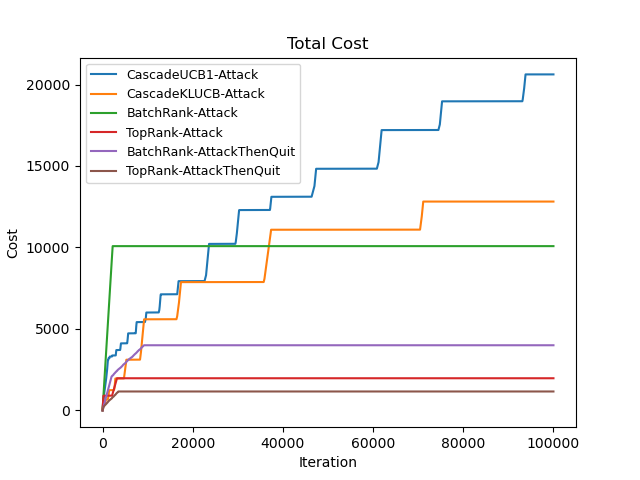 Total Cost
CascadeUCB1-Attack
CascadeKLUCB-Attack
BatchRank-Attack
TopRank-Attack
BatchRank-AttackThenQuit
TopRank-AttackThenQuit
Cost
20000
15000
10000
5000
0
0 20000 40000 60000 80000 100000
Iteration